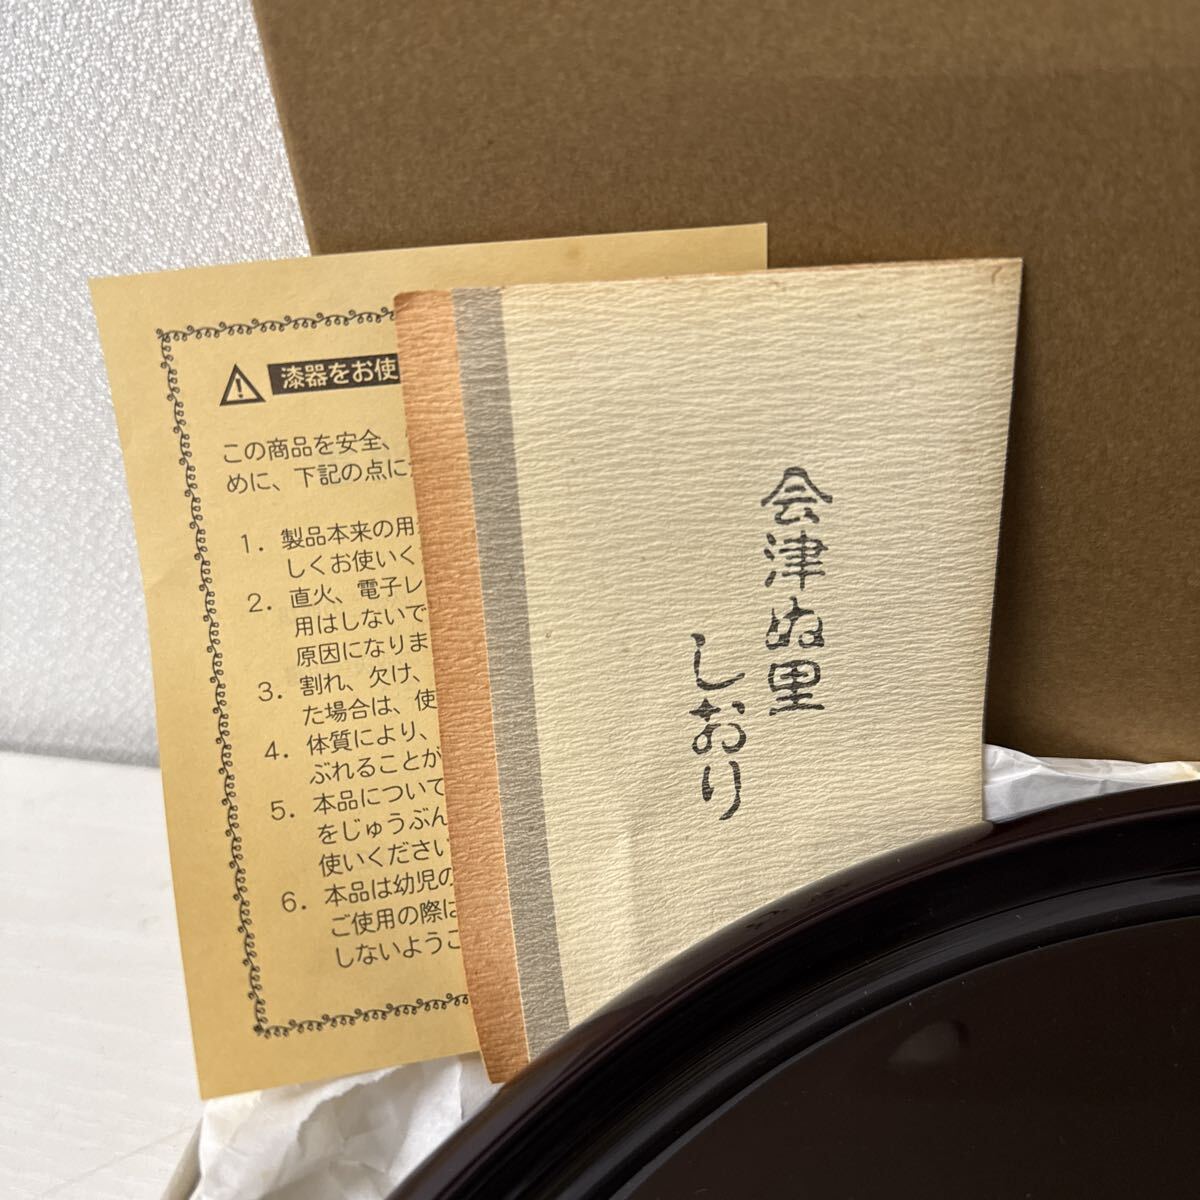 漆器をお使
この商品を安全、
めに、下記の点に
1. 製品本来の用
しくお使いく
2. 直火、電子レ
用はしないで
原因になりま
3. 割れ、欠け、
た場合は、使
4. 体質により、
ぶれることが
5. 本品について
をじゅうぶん
使いください
6. 本品は幼児の
ご使用の際は
しないようこ
会津ぬ里
しおり